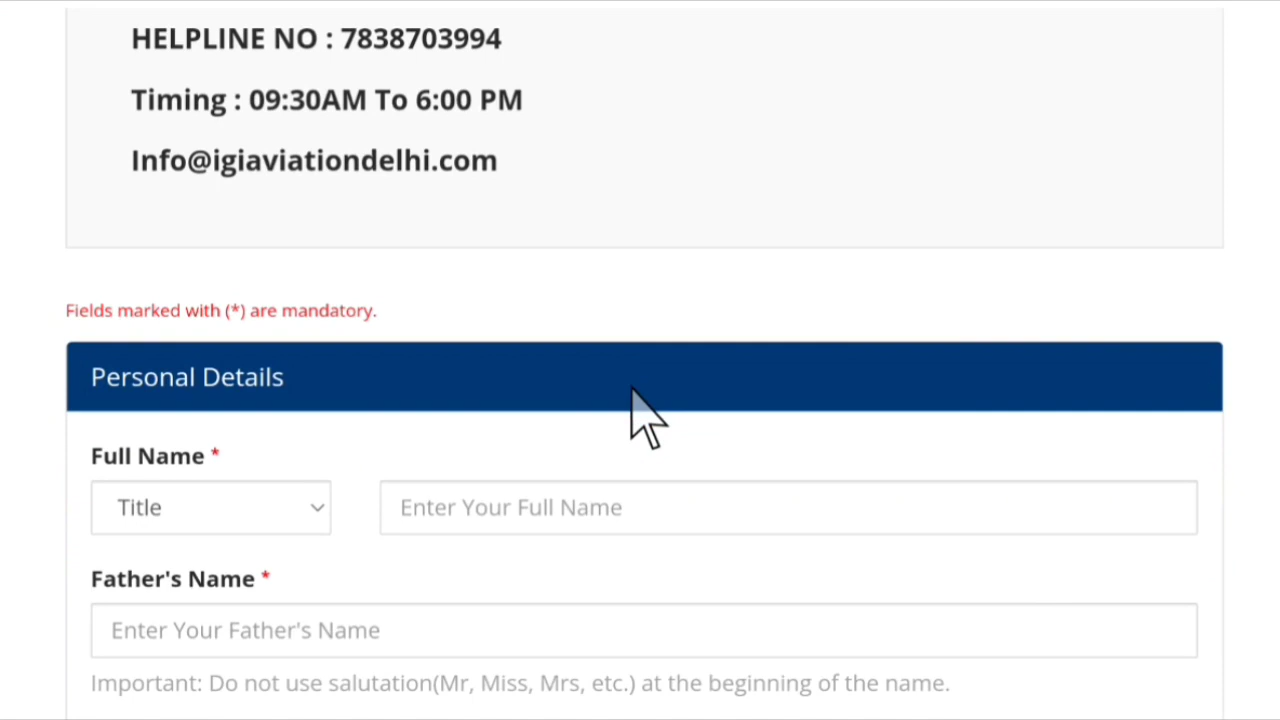 HELPLINE NO : 7838703994
Timing : 09:30AM To 6:00 PM
Info@igiaviationdelhi.com
Fields marked with (*) are mandatory.
Personal Details
Full Name *
Title Enter Your Full Name
Father's Name *
Enter Your Father's Name
Important: Do not use salutation(Mr, Miss, Mrs, etc.) at the beginning of the name.